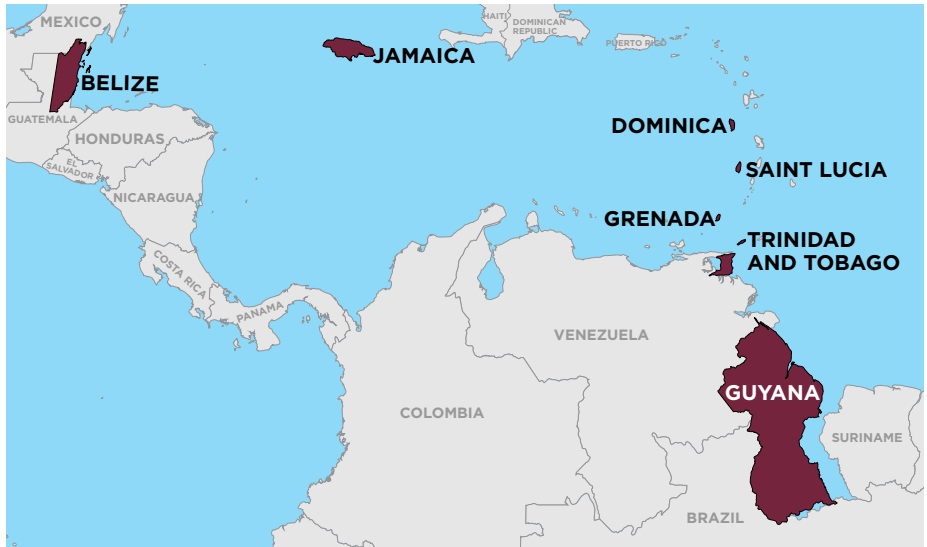 MEXICO
HAITI
DOMINICAN
REPUBLIC
PUERTO RICO
JAMAICA
BELIZE
GUATEMALA
DOMINICA
HONDURAS
EL
SALVADOR
SAINT LUCIA
NICARAGUA
GRENADA
TRINIDAD
AND TOBAGO
COSTA RICA
PANAMA
VENEZUELA
GUYANA
COLOMBIA
SURINAME
BRAZIL